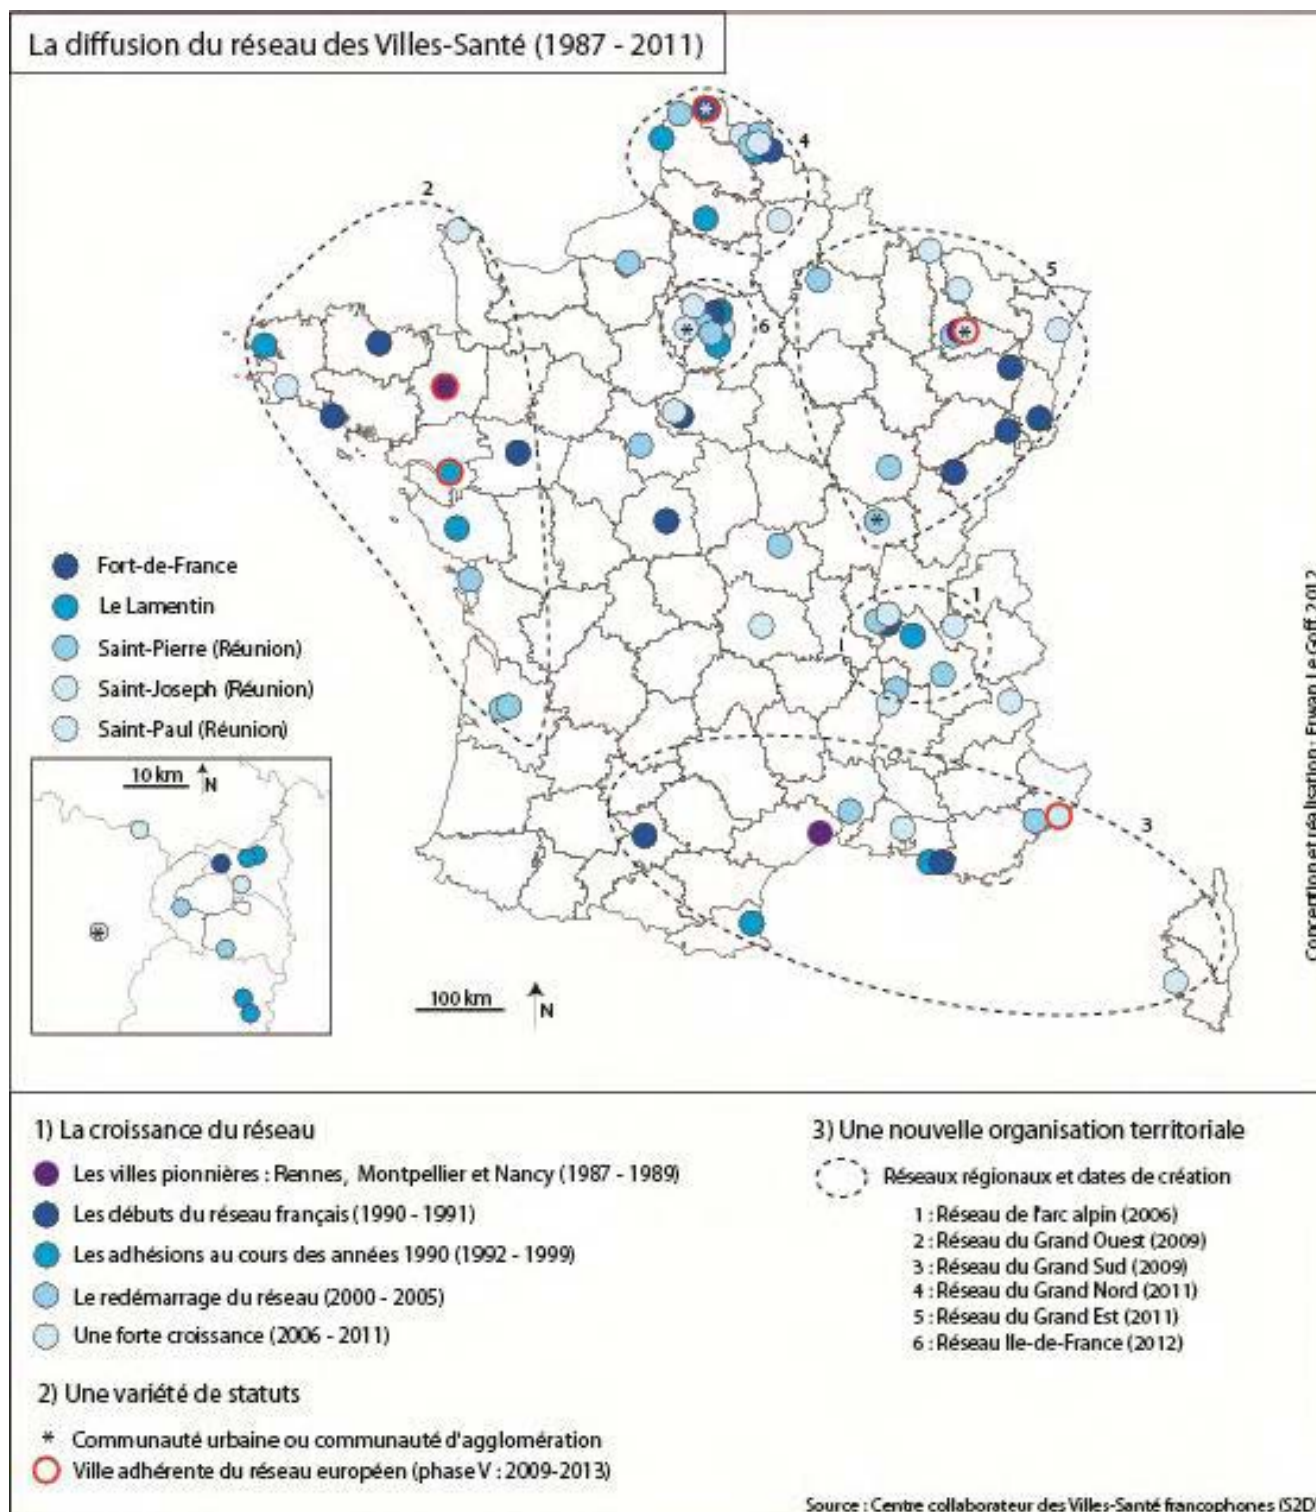 La diffusion du réseau des Villes-Santé (1987 - 2011)
4
2
5
6
1
3
Fort-de-France
Le Lamentin
Saint-Pierre (Réunion)
Saint-Joseph (Réunion)
Saint-Paul (Réunion)
10 km
N
100 km
N
Conception et réalisation : Erwan Le Goff 2012
1) La croissance du réseau
Les villes pionnières : Rennes, Montpellier et Nancy (1987 - 1989)
Les débuts du réseau français (1990 - 1991)
Les adhésions au cours des années 1990 (1992 - 1999)
Le redémarrage du réseau (2000 - 2005)
Une forte croissance (2006 - 2011)
2) Une variété de statuts
* Communauté urbaine ou communauté d'agglomération
Ville adhérente du réseau européen (phase V : 2009-2013)
3) Une nouvelle organisation territoriale
Réseaux régionaux et dates de création
1 : Réseau de l'arc alpin (2006)
2 : Réseau du Grand Ouest (2009)
3 : Réseau du Grand Sud (2009)
4 : Réseau du Grand Nord (2011)
5 : Réseau du Grand Est (2011)
6 : Réseau Ile-de-France (2012)
Source : Centre collaborateur des Villes-Santé francophones